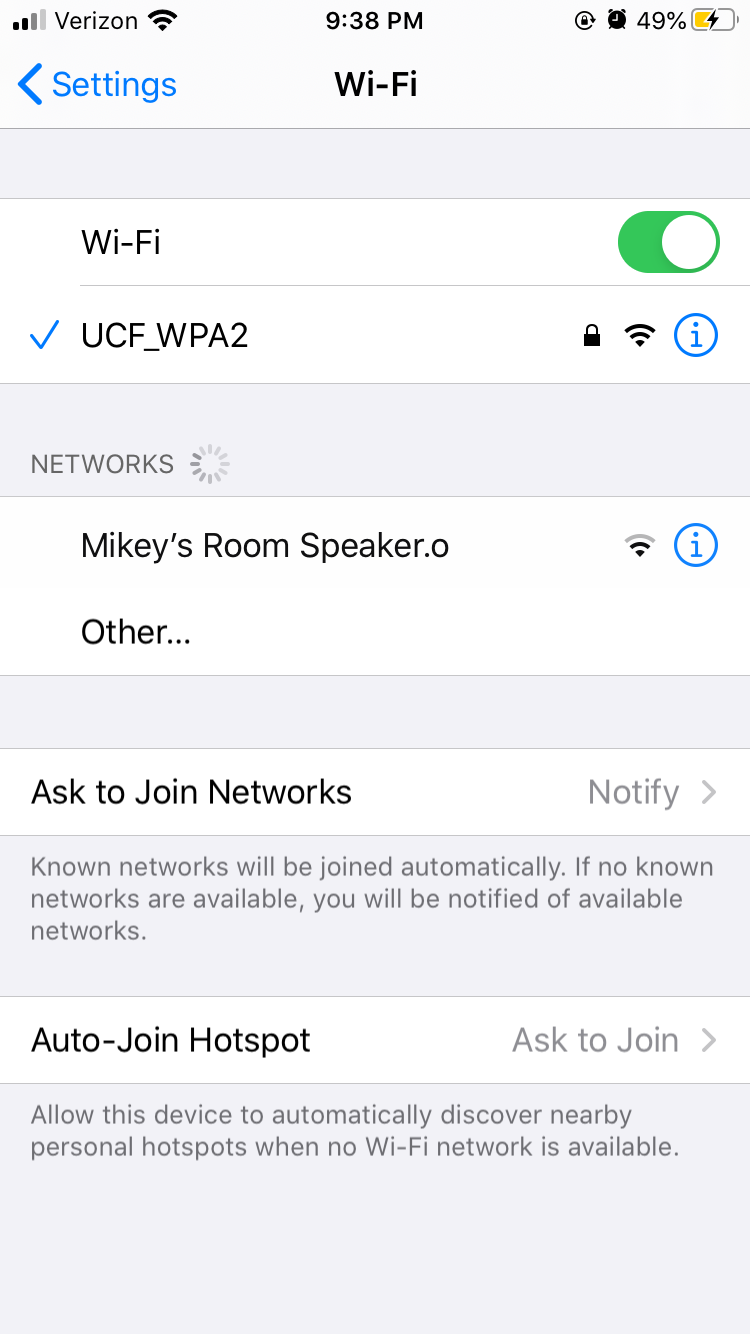 Verizon 9:38 PM 49%
Settings Wi-Fi
Wi-Fi
UCF_WPA2
NETWORKS
Mikey’s Room Speaker.o
Other...
Ask to Join Networks Notify
Known networks will be joined automatically. If no known
networks are available, you will be notified of available
networks.
Auto-Join Hotspot Ask to Join
Allow this device to automatically discover nearby
personal hotspots when no Wi-Fi network is available.